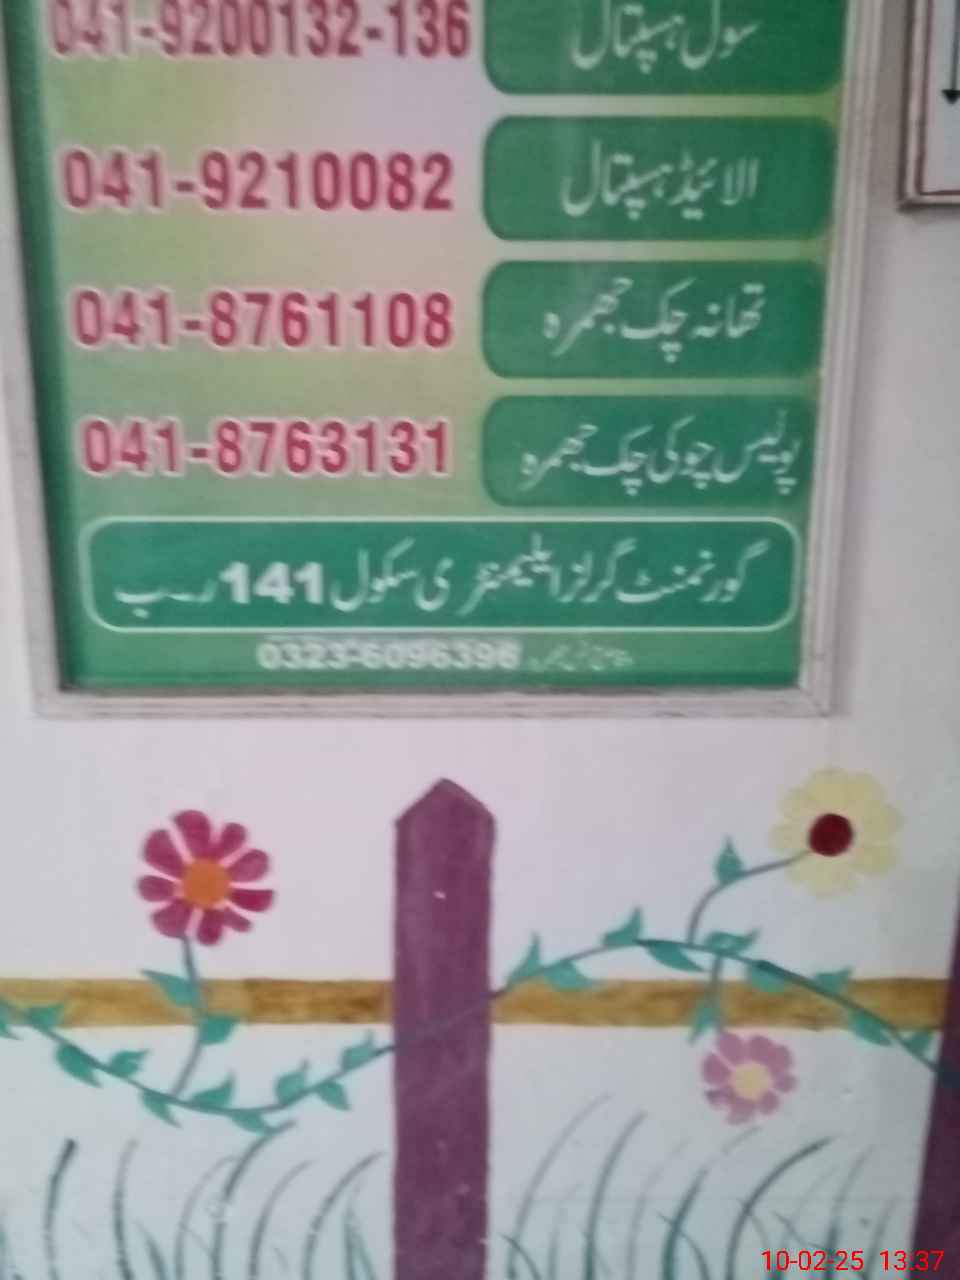 سول ہسپتال 041-9200132-136
الائیڈ ہسپتال 041-9210082
تھانہ چک جھمرہ 041-8761108
پولیس چوکی چک جھمرہ 041-8763131
گورنمنٹ گرلز ایلیمنٹری سکول 141 ر۔ب
0323-6096396
10-02-25 13.37